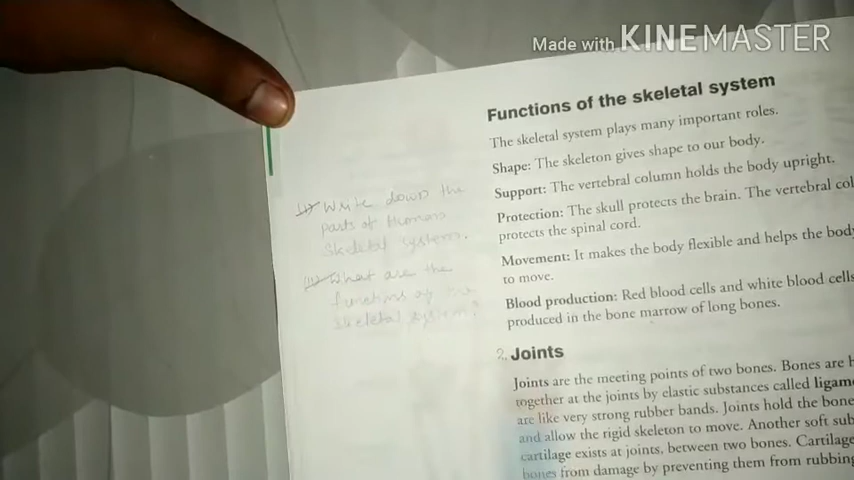 Made with KINEMASTER
Functions of the skeletal system
The skeletal system plays many important roles.
Shape: The skeleton gives shape to our body.
Support: The vertebral column holds the body upright.
Protection: The skull protects the brain. The vertebral col
protects the spinal cord.
Movement: It makes the body flexible and helps the body
to move.
Blood production: Red blood cells and white blood cells
produced in the bone marrow of long bones.
2. Joints
Joints are the meeting points of two bones. Bones are h
together at the joints by elastic substances called ligam
are like very strong rubber bands. Joints hold the bone
and allow the rigid skeleton to move. Another soft sub
cartilage exists at joints, between two bones. Cartilage
bones from damage by preventing them from rubbing
Write down the
parts of Human
skeletal system.
What are the
functions of the
skeletal system?